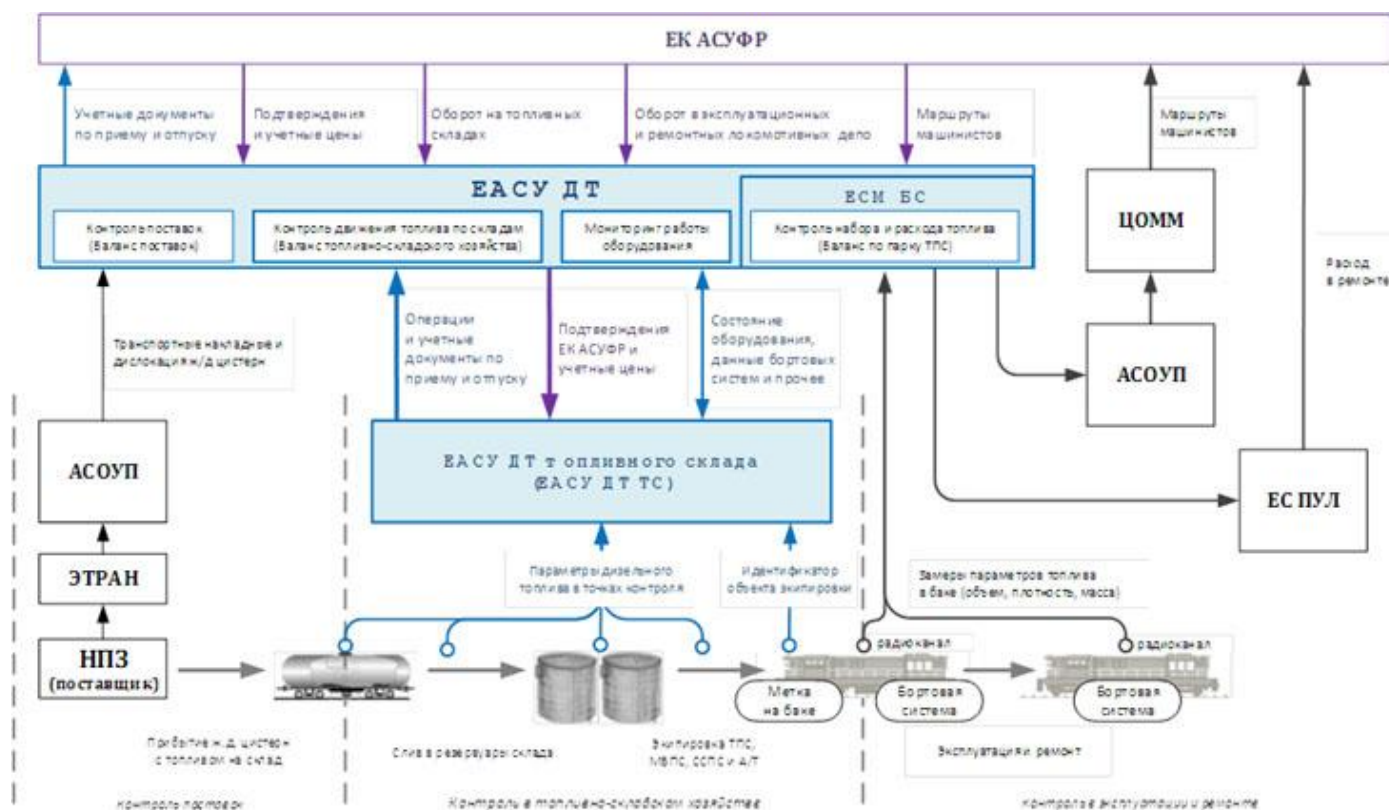 ЕК АСУФР
Учетные документы
по приему и отпуску
Подтверждения
и учетные цены
Оборот на топливных
складах
Оборот в эксплуатационных
и ремонтных локомотивных депо
Маршруты
машинистов
Маршруты
машинистов
ЕАСУ ДТ
ЕСМ БС
Контроль поставок
(Баланс поставок)
Контроль движения топлива по складам
(Баланс топливно-складского хозяйства)
Мониторинг работы
оборудования
Контроль набора и расхода топлива
(Баланс по парку ТПС)
ЦОММ
Расход
в ремонте
Транспортные накладные и
дислокация ж/д цистерн
Операции
и учетные
документы по
приему и отпуску
Подтверждения
ЕК АСУФР и
учетные цены
Состояние
оборудования,
данные бортовых
систем и прочее
АСОУП
АСОУП
ЕАСУ ДТ топливного склада
(ЕАСУ ДТ ТС)
ЕС ПУЛ
ЭТРАН
Параметры дизельного
топлива в точках контроля
Идентификатор
объекта экипировки
Замеры параметров топлива
в баке (объем, плотность, масса)
НПЗ
(поставщик)
радиоканал
радиоканал
Метка
на баке
Бортовая
система
Бортовая
система
Прибытие ж.д. цистерн
с топливом на склад
Слив в резервуары склада
Экипировка ТПС,
МВПС, ССПС и А/Т
Эксплуатация и ремонт
Контроль поставок
Контроль в топливно-складском хозяйстве
Контроль в эксплуатации и ремонте